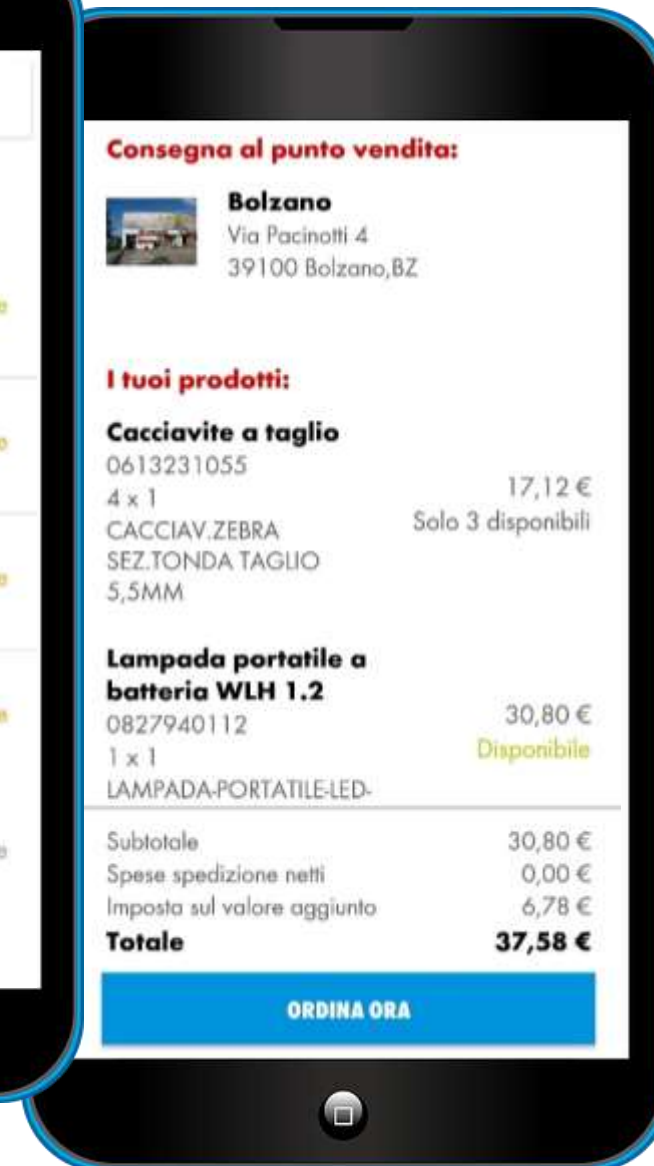 Consegna al punto vendita:
Bolzano
Via Pacinotti 4
39100 Bolzano,BZ
I tuoi prodotti:
Cacciavite a taglio
0613231055
4 x 1
17,12 €
CACCIAV.ZEBRA
Solo 3 disponibili
SEZ.TONDA TAGLIO
5,5MM
Lampada portatile a
batteria WLH 1.2
0827940112
30,80 €
1 x 1
Disponibile
LAMPADA-PORTATILE-LED-
Subtotale 30,80 €
Spese spedizione netti 0,00 €
Imposta sul valore aggiunto 6,78 €
Totale 37,58 €
ORDINA ORA